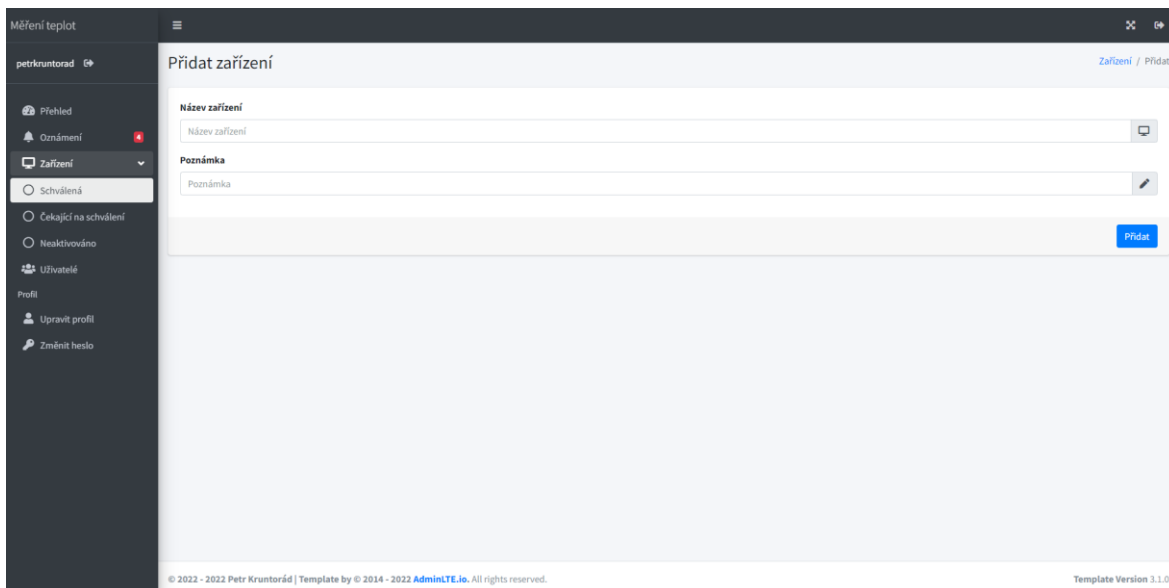 Měření teplot
petrkruntorad
Přidat zařízení
Zařízení / Přidat
Přehled
Oznámení 4
Zařízení
Schválená
Čekající na schválení
Neaktivováno
Uživatelé
Profil
Upravit profil
Změnit heslo
Název zařízení
Název zařízení
Poznámka
Poznámka
Přidat
© 2022 - 2022 Petr Kruntorád | Template by © 2014 - 2022 AdminLTE.io. All rights reserved.
Template Version 3.1.0